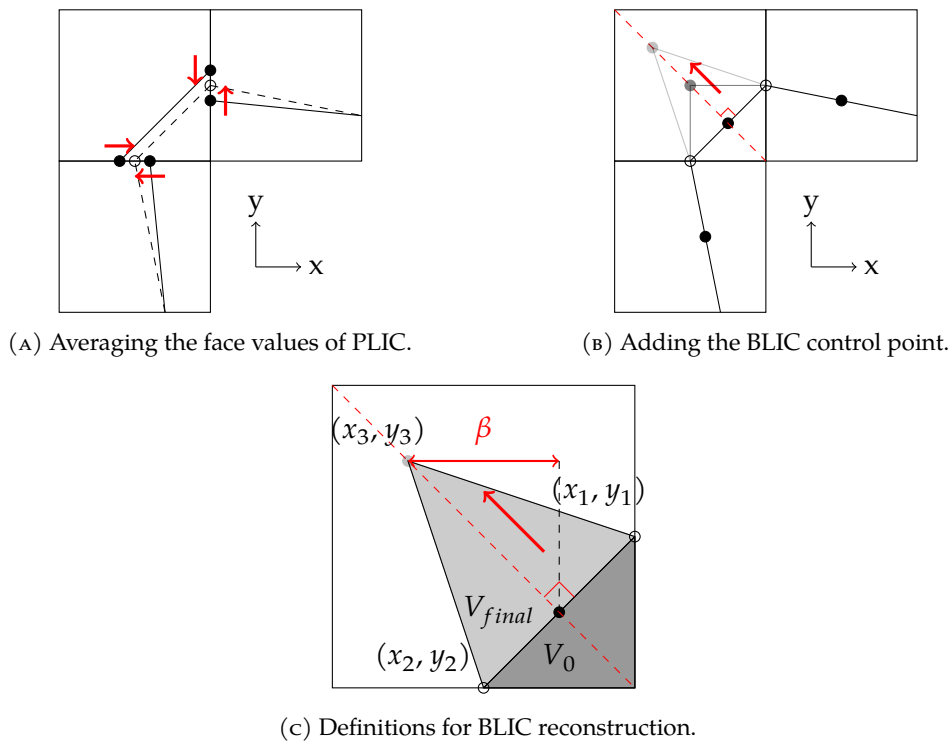 y
x
(A) Averaging the face values of PLIC.
y
x
(B) Adding the BLIC control point.
(x₃, y₃)
β
(x₁, y₁)
V_final
(x₂, y₂)
V₀
(C) Definitions for BLIC reconstruction.